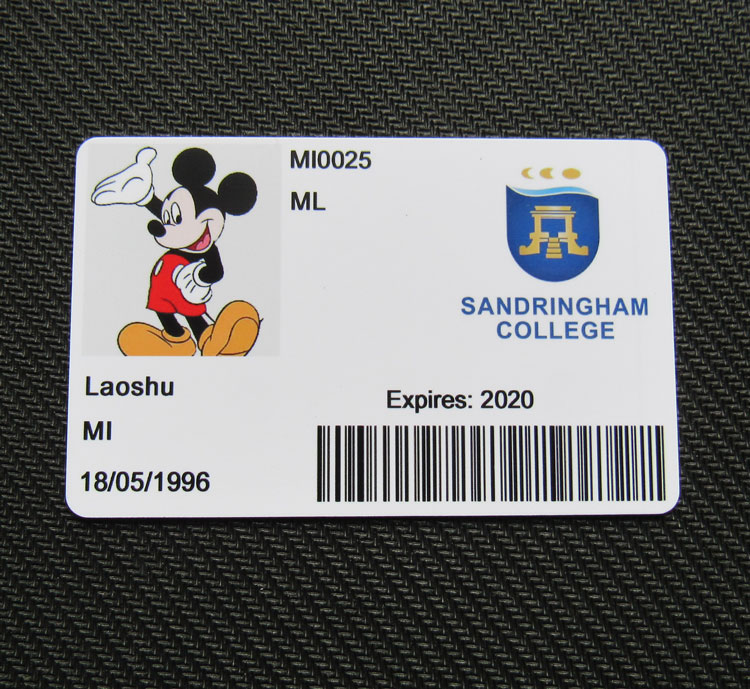 MI0025
ML
SANDRINGHAM
COLLEGE
Laoshu
MI
18/05/1996
Expires: 2020